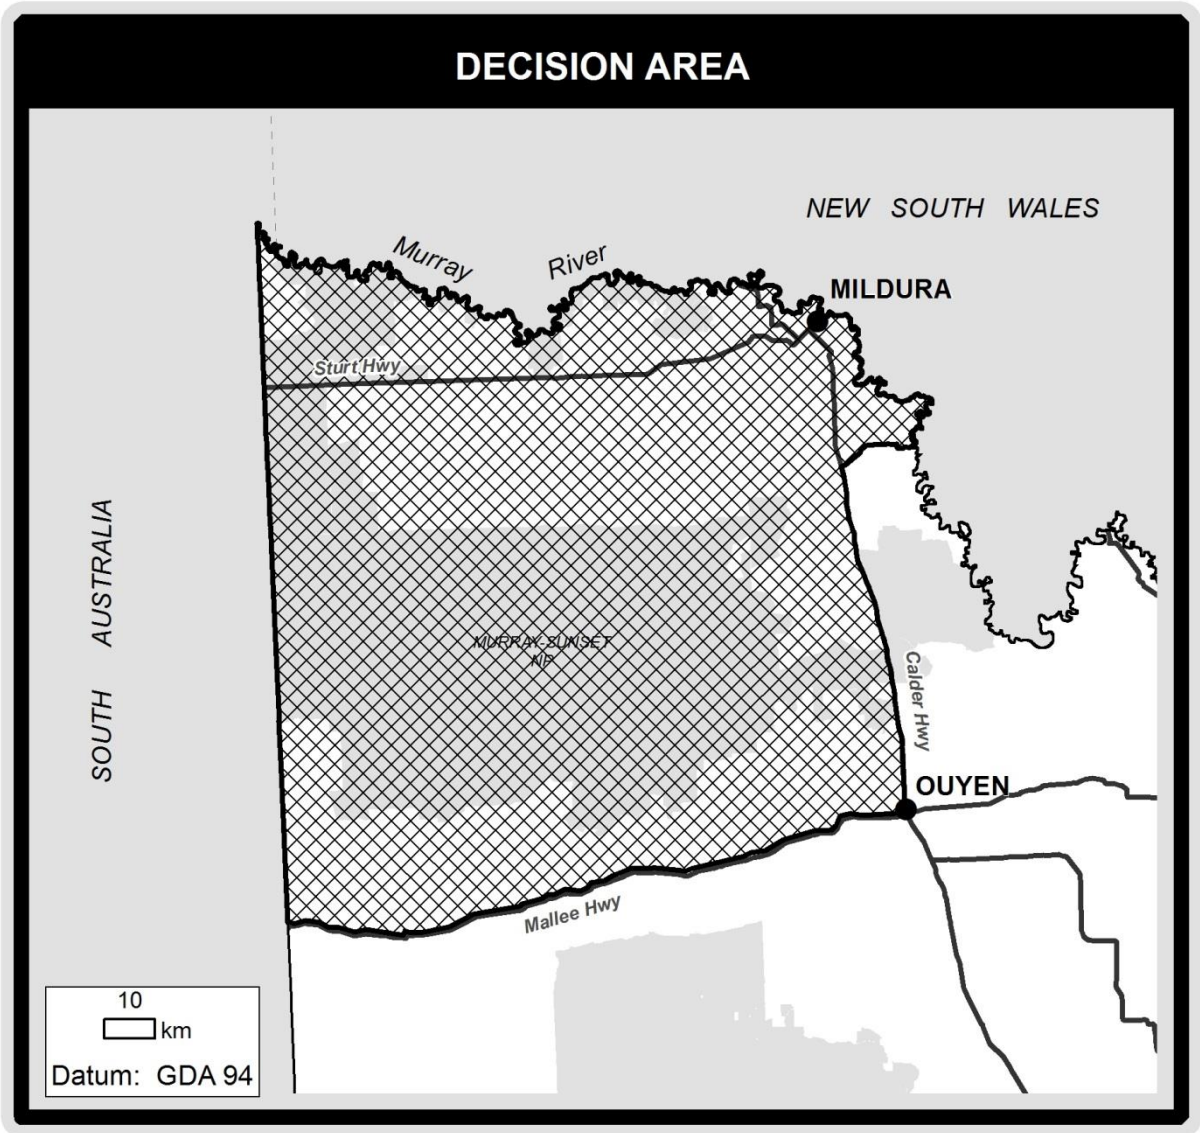 DECISION AREA
NEW SOUTH WALES
Murray River
MILDURA
Sturt Hwy
SOUTH AUSTRALIA
MURRAY-SUNSET
NP
Calder Hwy
OUYEN
Mallee Hwy
10
km
Datum: GDA 94